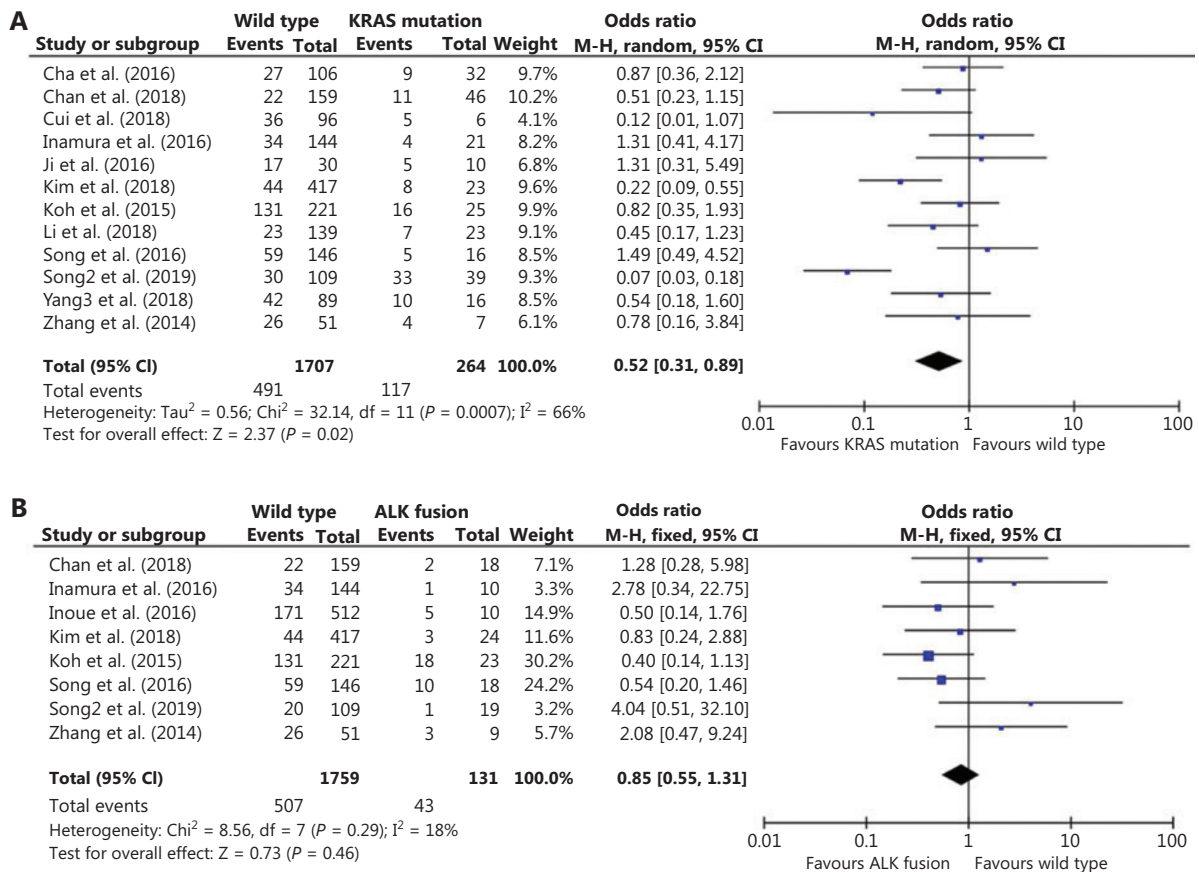 A
Wild type KRAS mutation Odds ratio Odds ratio
Study or subgroup Events Total Events Total Weight M-H, random, 95% CI M-H, random, 95% CI
Cha et al. (2016) 27 106 9 32 9.7% 0.87 [0.36, 2.12]
Chan et al. (2018) 22 159 11 46 10.2% 0.51 [0.23, 1.15]
Cui et al. (2018) 36 96 5 6 4.1% 0.12 [0.01, 1.07]
Inamura et al. (2016) 34 144 4 21 8.2% 1.31 [0.41, 4.17]
Ji et al. (2016) 17 30 5 10 6.8% 1.31 [0.31, 5.49]
Kim et al. (2018) 44 417 8 23 9.6% 0.22 [0.09, 0.55]
Koh et al. (2015) 131 221 16 25 9.9% 0.82 [0.35, 1.93]
Li et al. (2018) 23 139 7 23 9.1% 0.45 [0.17, 1.23]
Song et al. (2016) 59 146 5 16 8.5% 1.49 [0.49, 4.52]
Song2 et al. (2019) 30 109 33 39 9.3% 0.07 [0.03, 0.18]
Yang3 et al. (2018) 42 89 10 16 8.5% 0.54 [0.18, 1.60]
Zhang et al. (2014) 26 51 4 7 6.1% 0.78 [0.16, 3.84]
Total (95% Cl) 1707 264 100.0% 0.52 [0.31, 0.89]
Total events 491 117
Heterogeneity: Tau² = 0.56; Chi² = 32.14, df = 11 (P = 0.0007); I² = 66%
Test for overall effect: Z = 2.37 (P = 0.02)
0.01 0.1 1 10 100
Favours KRAS mutation Favours wild type
B
Wild type ALK fusion Odds ratio Odds ratio
Study or subgroup Events Total Events Total Weight M-H, fixed, 95% CI M-H, fixed, 95% CI
Chan et al. (2018) 22 159 2 18 7.1% 1.28 [0.28, 5.98]
Inamura et al. (2016) 34 144 1 10 3.3% 2.78 [0.34, 22.75]
Inoue et al. (2016) 171 512 5 10 14.9% 0.50 [0.14, 1.76]
Kim et al. (2018) 44 417 3 24 11.6% 0.83 [0.24, 2.88]
Koh et al. (2015) 131 221 18 23 30.2% 0.40 [0.14, 1.13]
Song et al. (2016) 59 146 10 18 24.2% 0.54 [0.20, 1.46]
Song2 et al. (2019) 20 109 1 19 3.2% 4.04 [0.51, 32.10]
Zhang et al. (2014) 26 51 3 9 5.7% 2.08 [0.47, 9.24]
Total (95% Cl) 1759 131 100.0% 0.85 [0.55, 1.31]
Total events 507 43
Heterogeneity: Chi² = 8.56, df = 7 (P = 0.29); I² = 18%
Test for overall effect: Z = 0.73 (P = 0.46)
0.01 0.1 1 10 100
Favours ALK fusion Favours wild type